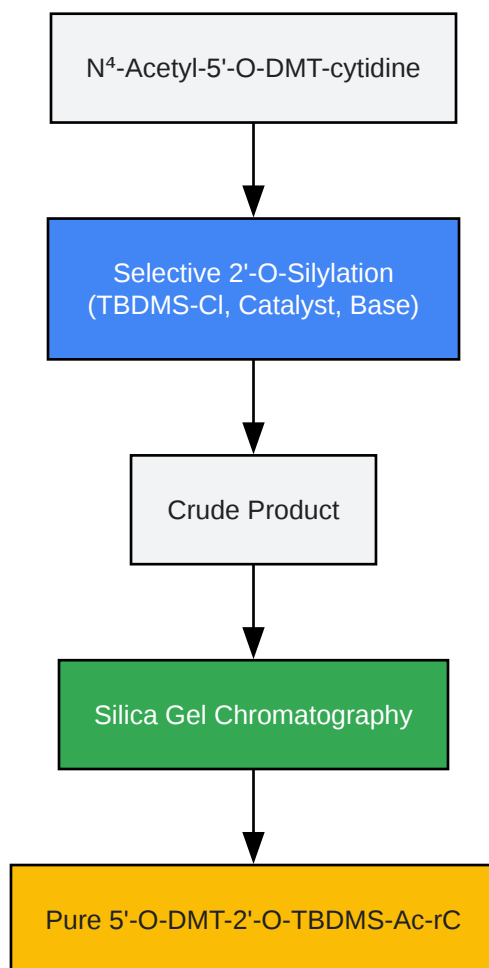 N⁴-Acetyl-5'-O-DMT-cytidine
Selective 2'-O-Silylation
(TBDMS-Cl, Catalyst, Base)
Crude Product
Silica Gel Chromatography
Pure 5'-O-DMT-2'-O-TBDMS-Ac-rC